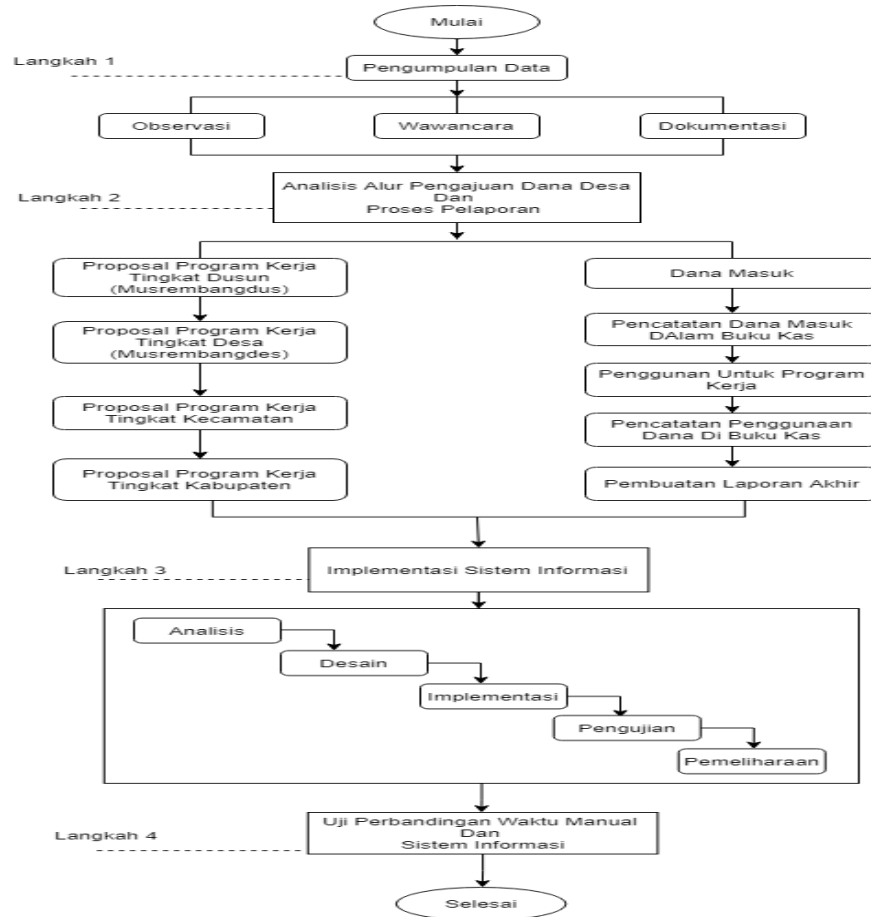 Mulai
Langkah 1
Pengumpulan Data
Observasi
Wawancara
Dokumentasi
Langkah 2
Analisis Alur Pengajuan Dana Desa
Dan
Proses Pelaporan
Proposal Program Kerja
Tingkat Dusun
(Musrembangdus)
Proposal Program Kerja
Tingkat Desa
(Musrembangdes)
Proposal Program Kerja
Tingkat Kecamatan
Proposal Program Kerja
Tingkat Kabupaten
Dana Masuk
Pencatatan Dana Masuk
DAlam Buku Kas
Penggunan Untuk Program
Kerja
Pencatatan Penggunaan
Dana Di Buku Kas
Pembuatan Laporan Akhir
Langkah 3
Implementasi Sistem Informasi
Analisis
Desain
Implementasi
Pengujian
Pemeliharaan
Langkah 4
Uji Perbandingan Waktu Manual
Dan
Sistem Informasi
Selesai